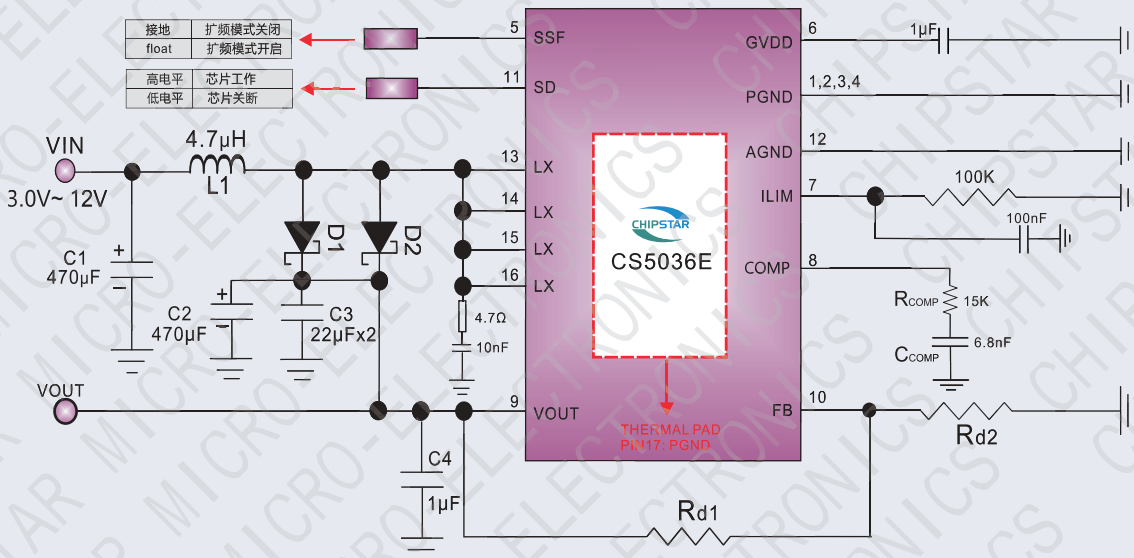 接地 扩频模式关闭
float 扩频模式开启
高电平 芯片工作
低电平 芯片关断
5 SSF
11 SD
GVDD 6 1μF
PGND 1,2,3,4
AGND 12
ILIM 7 100K
100nF
COMP 8
RCOMP 15K
CCOMP 6.8nF
FB 10
Rd2
Rd1
VIN
3.0V~ 12V
4.7μH
L1
C1
470μF
D1
D2
C2
470μF
C3
22μFx2
13 LX
14 LX
15 LX
16 LX
4.7Ω
10nF
VOUT
9 VOUT
C4
1μF
CHIPSTAR
CS5036E
THERMAL PAD
PIN17: PGND
CHIPSTAR MICRO-ELECTRONICS